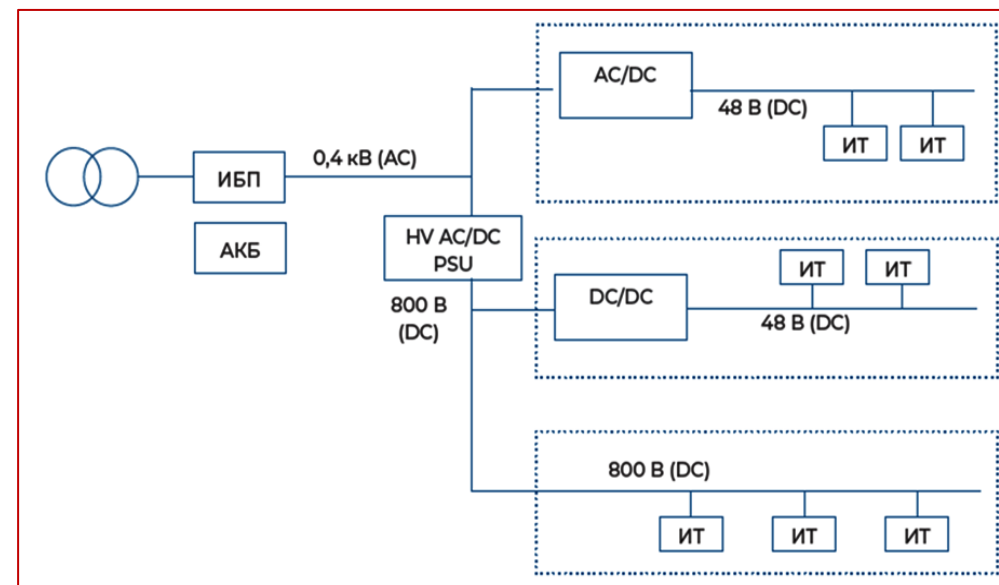 AC/DC
48 В (DC)
ИТ
ИТ
0,4 кВ (AC)
ИБП
АКБ
HV AC/DC
PSU
800 В
(DC)
ИТ
ИТ
DC/DC
48 В (DC)
800 В (DC)
ИТ
ИТ
ИТ